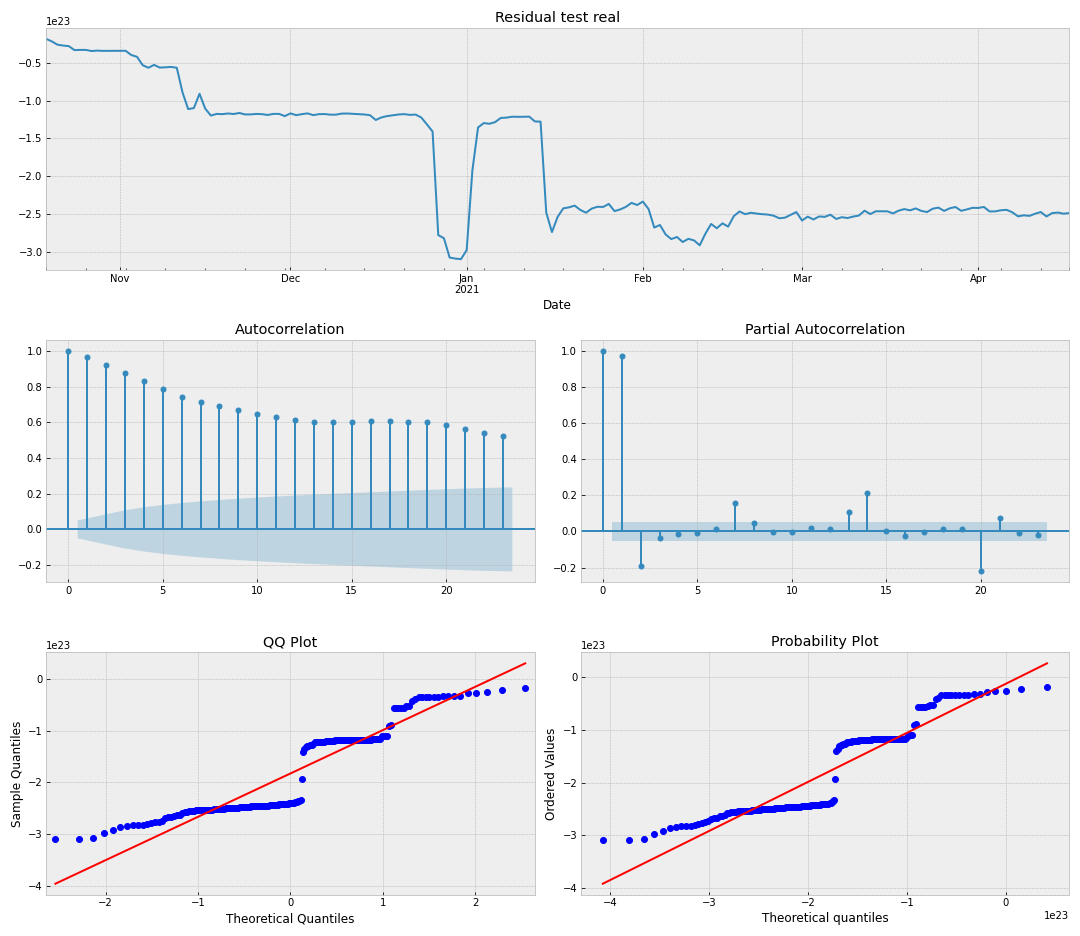 Residual test real
1e23
−0.5
−1.0
−1.5
−2.0
−2.5
−3.0
Nov Dec Jan Feb Mar Apr
2021
Date
Autocorrelation
1.0
0.8
0.6
0.4
0.2
0.0
−0.2
0 5 10 15 20
Partial Autocorrelation
1.0
0.8
0.6
0.4
0.2
0.0
−0.2
0 5 10 15 20
QQ Plot
1e23
0
−1
−2
−3
−4
Sample Quantiles
−2 −1 0 1 2
Theoretical Quantiles
Probability Plot
1e23
0
−1
−2
−3
−4
Ordered Values
−4 −3 −2 −1 0
1e23
Theoretical quantiles